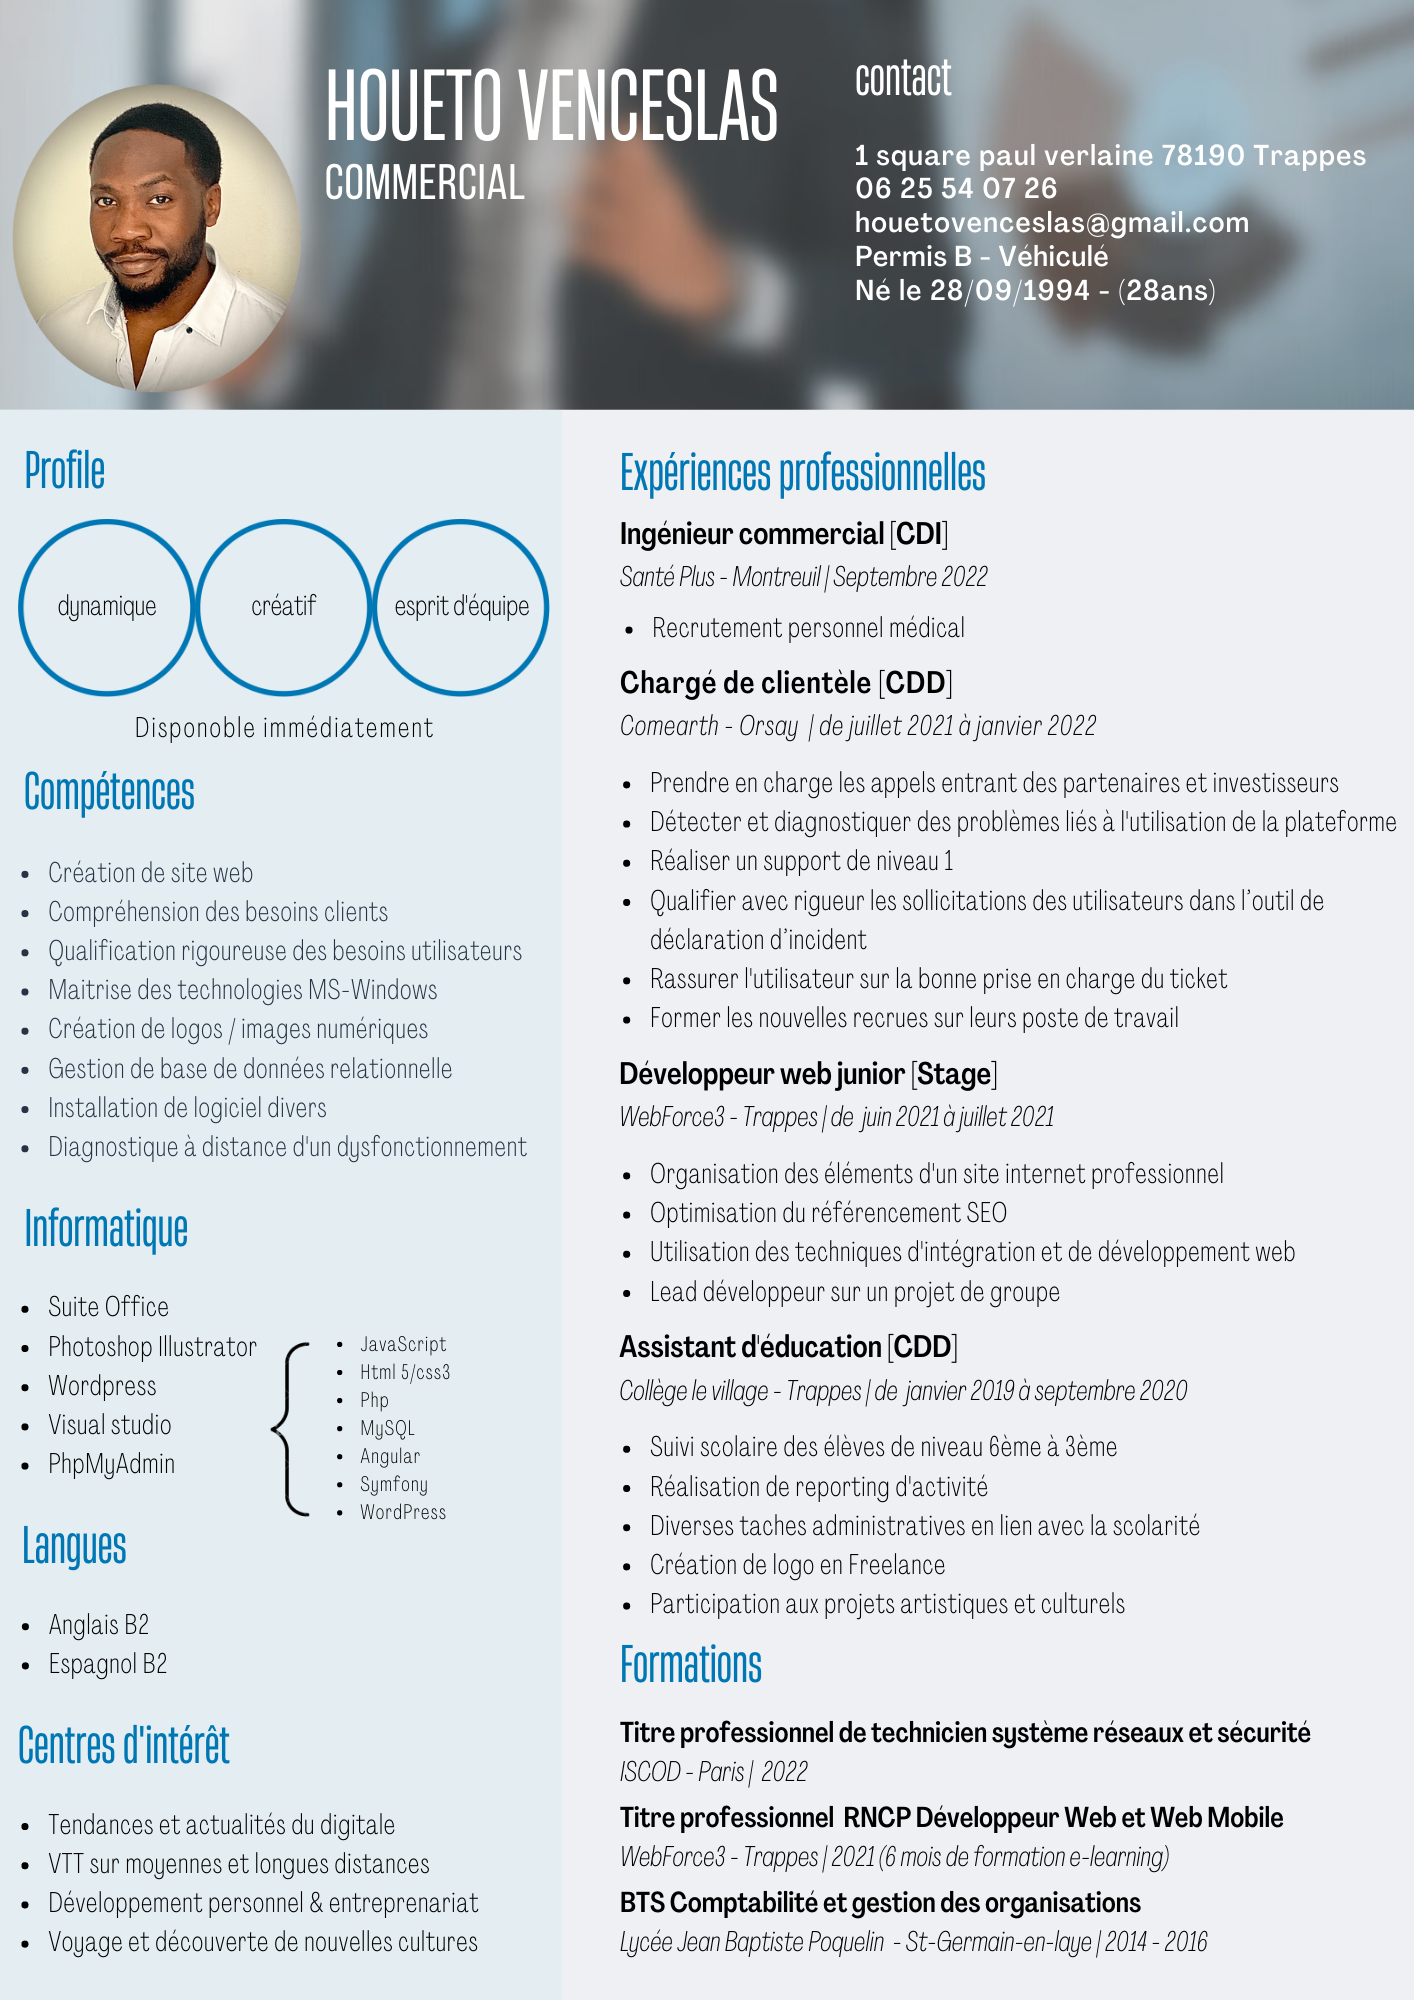 HOUETO VENCESLAS
COMMERCIAL
contact
1 square paul verlaine 78190 Trappes
06 25 54 07 26
houetovenceslas@gmail.com
Permis B - Véhiculé
Né le 28/09/1994 - (28ans)
Profile
dynamique
créatif
esprit d'équipe
Disponoble immédiatement
Compétences
• Création de site web
• Compréhension des besoins clients
• Qualification rigoureuse des besoins utilisateurs
• Maitrise des technologies MS-Windows
• Création de logos / images numériques
• Gestion de base de données relationnelle
• Installation de logiciel divers
• Diagnostique à distance d'un dysfonctionnement
Informatique
• Suite Office
• Photoshop Illustrator
• Wordpress
• Visual studio
• PhpMyAdmin
• JavaScript
• Html 5/css3
• Php
• MySQL
• Angular
• Symfony
• WordPress
Langues
• Anglais B2
• Espagnol B2
Centres d'intérêt
• Tendances et actualités du digitale
• VTT sur moyennes et longues distances
• Développement personnel & entreprenariat
• Voyage et découverte de nouvelles cultures
Expériences professionnelles
Ingénieur commercial [CDI]
Santé Plus - Montreuil | Septembre 2022
• Recrutement personnel médical
Chargé de clientèle [CDD]
Comearth - Orsay | de juillet 2021 à janvier 2022
• Prendre en charge les appels entrant des partenaires et investisseurs
• Détecter et diagnostiquer des problèmes liés à l'utilisation de la plateforme
• Réaliser un support de niveau 1
• Qualifier avec rigueur les sollicitations des utilisateurs dans l’outil de
déclaration d’incident
• Rassurer l'utilisateur sur la bonne prise en charge du ticket
• Former les nouvelles recrues sur leurs poste de travail
Développeur web junior [Stage]
WebForce3 - Trappes | de juin 2021 à juillet 2021
• Organisation des éléments d'un site internet professionnel
• Optimisation du référencement SEO
• Utilisation des techniques d'intégration et de développement web
• Lead développeur sur un projet de groupe
Assistant d'éducation [CDD]
Collège le village - Trappes | de janvier 2019 à septembre 2020
• Suivi scolaire des élèves de niveau 6ème à 3ème
• Réalisation de reporting d'activité
• Diverses taches administratives en lien avec la scolarité
• Création de logo en Freelance
• Participation aux projets artistiques et culturels
Formations
Titre professionnel de technicien système réseaux et sécurité
ISCOD - Paris | 2022
Titre professionnel RNCP Développeur Web et Web Mobile
WebForce3 - Trappes | 2021 (6 mois de formation e-learning)
BTS Comptabilité et gestion des organisations
Lycée Jean Baptiste Poquelin - St-Germain-en-laye | 2014 - 2016